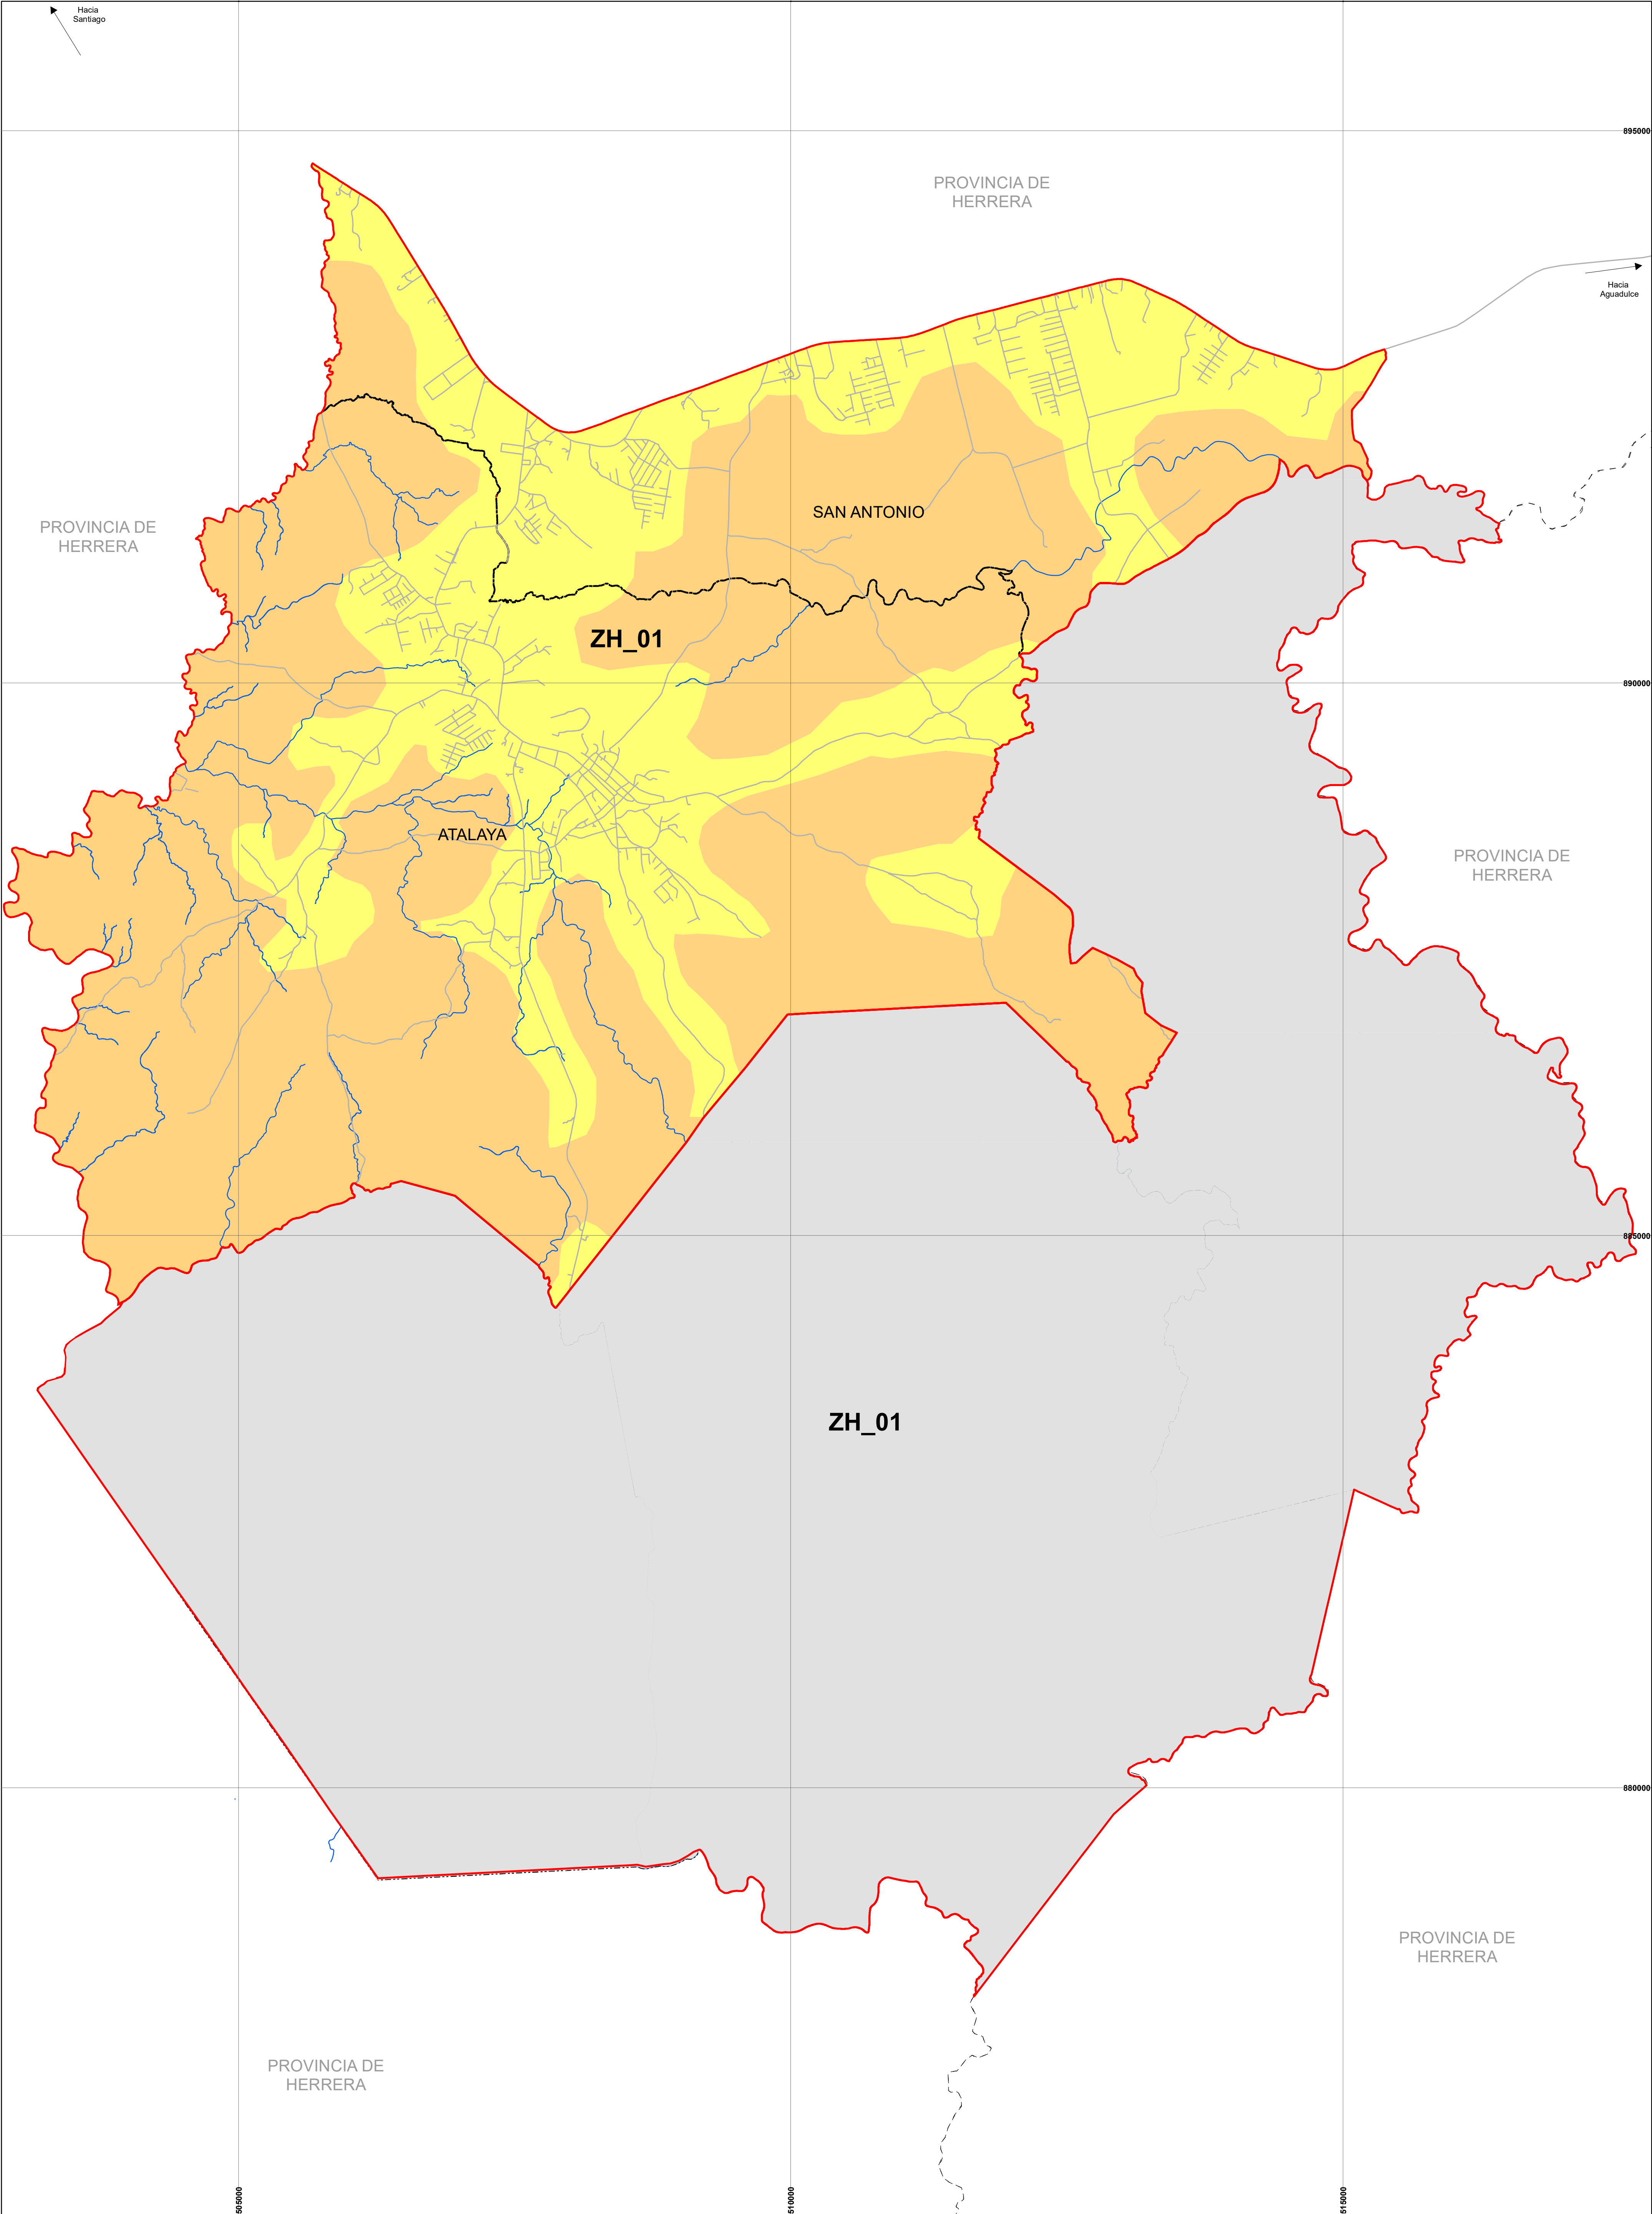 Hacia
Santiago
895000
PROVINCIA DE
HERRERA
Hacia
Aguadulce
SAN ANTONIO
PROVINCIA DE
HERRERA
ZH_01
890000
ATALAYA
PROVINCIA DE
HERRERA
885000
ZH_01
880000
PROVINCIA DE
HERRERA
PROVINCIA DE
HERRERA
505000
510000
515000